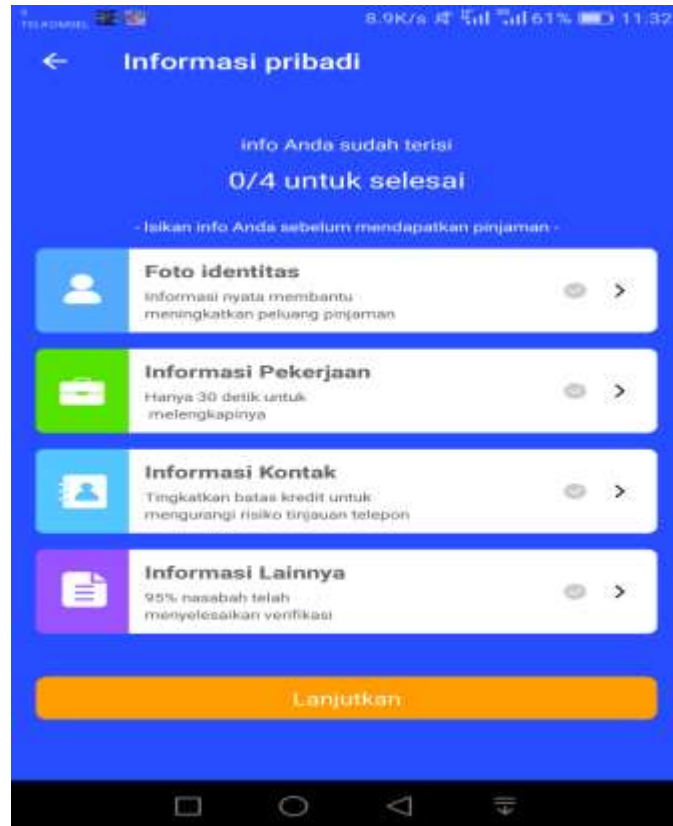 TELKOMSEL 8.9K/s 61% 11:32
Informasi pribadi
info Anda sudah terisi
0/4 untuk selesai
- Isikan info Anda sebelum mendapatkan pinjaman -
Foto identitas
Informasi nyata membantu
meningkatkan peluang pinjaman
Informasi Pekerjaan
Hanya 30 detik untuk
melengkapinya
Informasi Kontak
Tingkatkan batas kredit untuk
mengurangi risiko tinjauan telepon
Informasi Lainnya
95% nasabah telah
menyelesaikan verifikasi
Lanjutkan